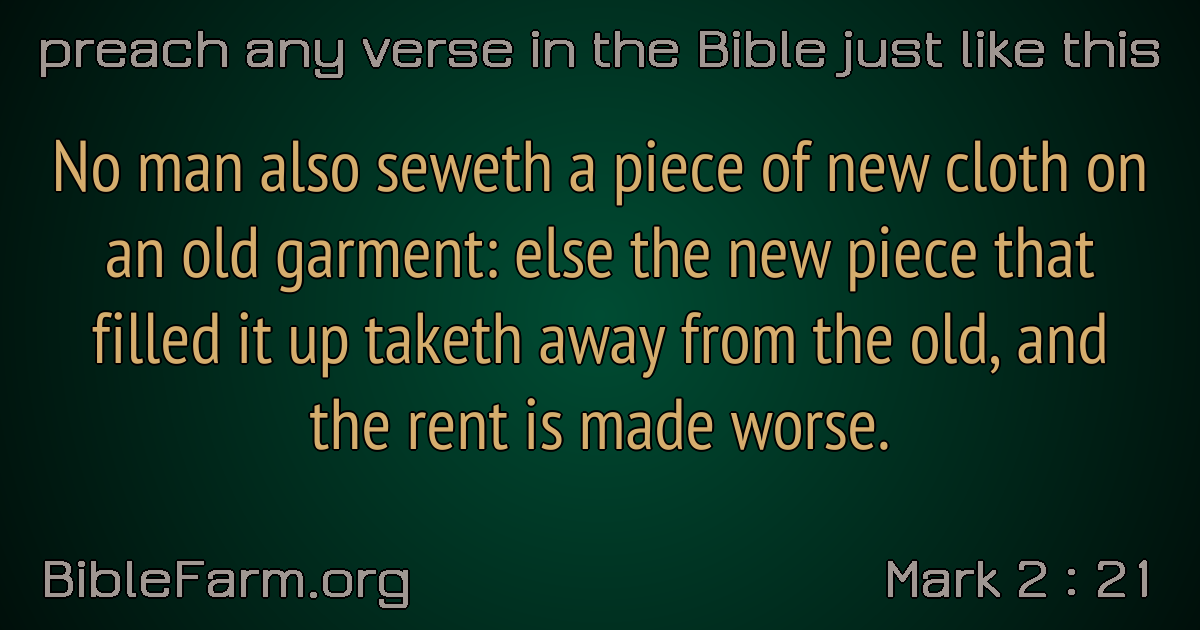 preach any verse in the Bible just like this
No man also seweth a piece of new cloth on
an old garment: else the new piece that
filled it up taketh away from the old, and
the rent is made worse.
BibleFarm.org
Mark 2 : 21